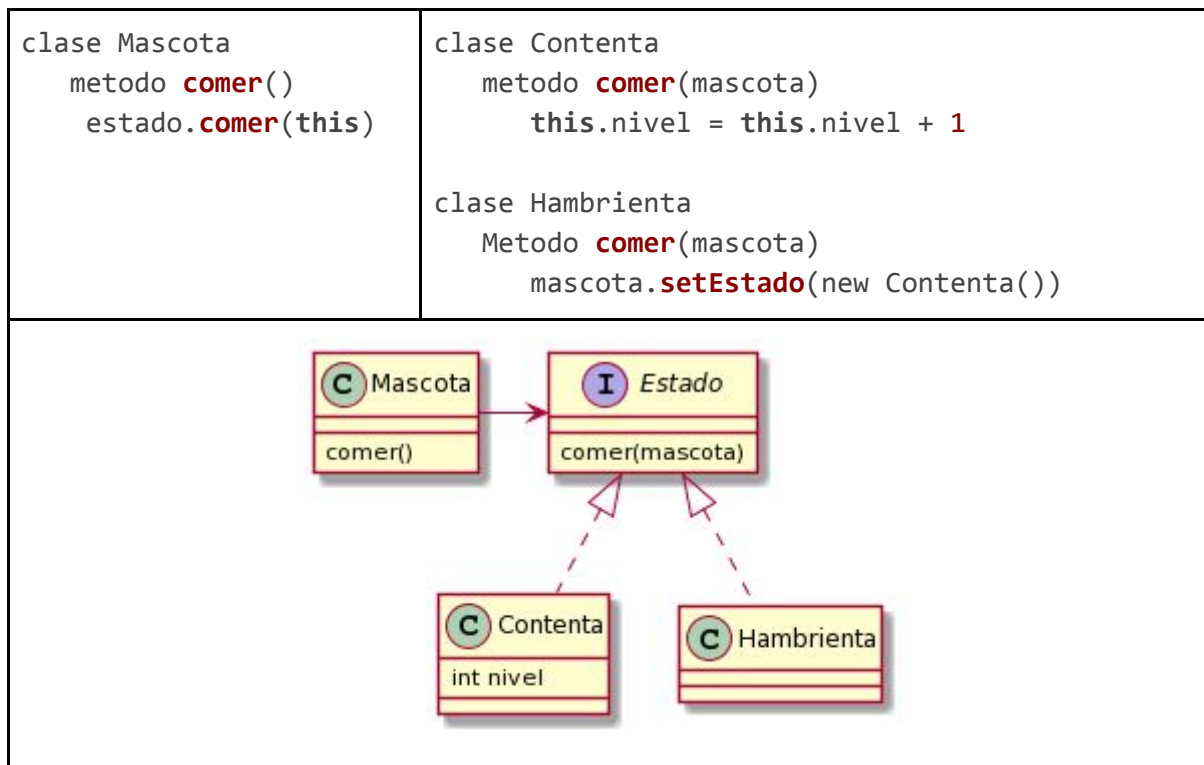 clase Mascota
metodo comer()
estado.comer(this)
clase Contenta
metodo comer(mascota)
this.nivel = this.nivel + 1
clase Hambrienta
Metodo comer(mascota)
mascota.setEstado(new Contenta())
C Mascota
comer()
I Estado
comer(mascota)
C Contenta
int nivel
C Hambrienta